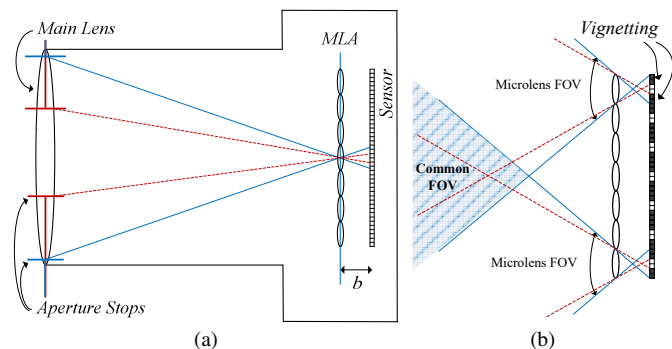 Main Lens
MLA
Sensor
b
Aperture Stops
(a)
Vignetting
Microlens FOV
Common
FOV
Microlens FOV
(b)